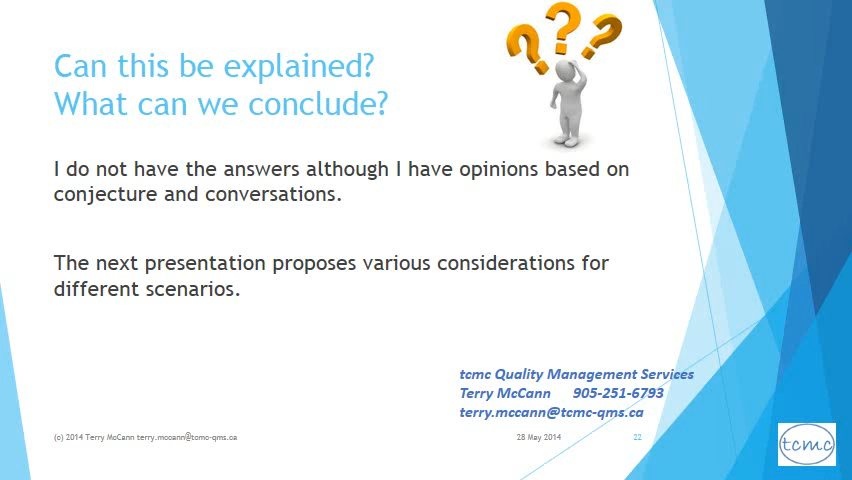 Can this be explained?
What can we conclude?
I do not have the answers although I have opinions based on
conjecture and conversations.
The next presentation proposes various considerations for
different scenarios.
tcmc Quality Management Services
Terry McCann 905-251-6793
terry.mccann@tcmc-qms.ca
(c) 2014 Terry McCann terry.mccann@tcmc-qms.ca 28 May 2014 22
tcmc